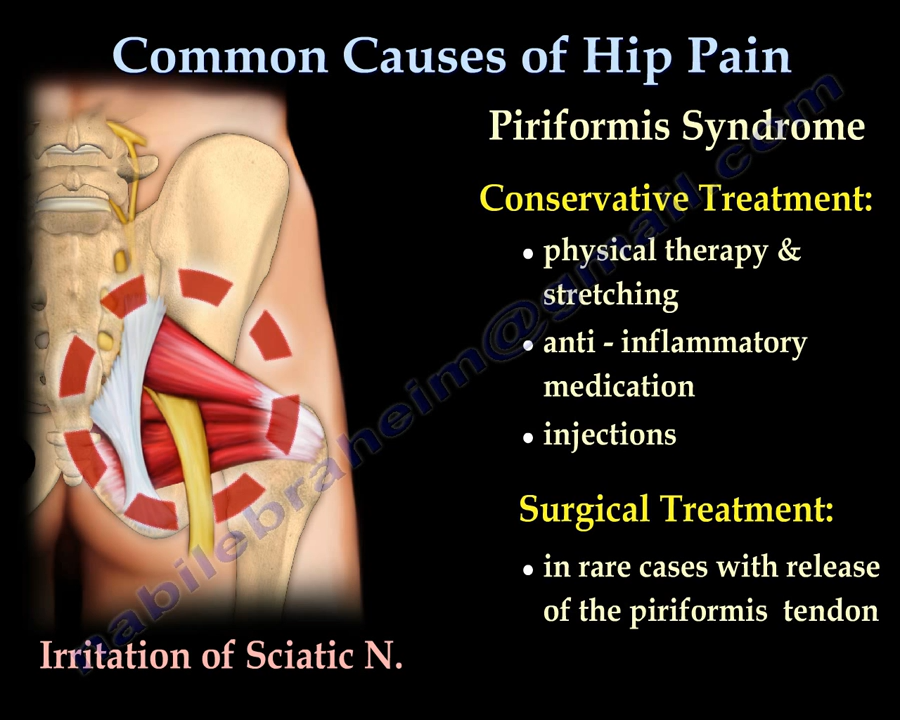 Common Causes of Hip Pain
Piriformis Syndrome
Conservative Treatment:
• physical therapy &
stretching
• anti - inflammatory
medication
• injections
Surgical Treatment:
• in rare cases with release
of the piriformis tendon
Irritation of Sciatic N.
nabilebraheim@gmail.com